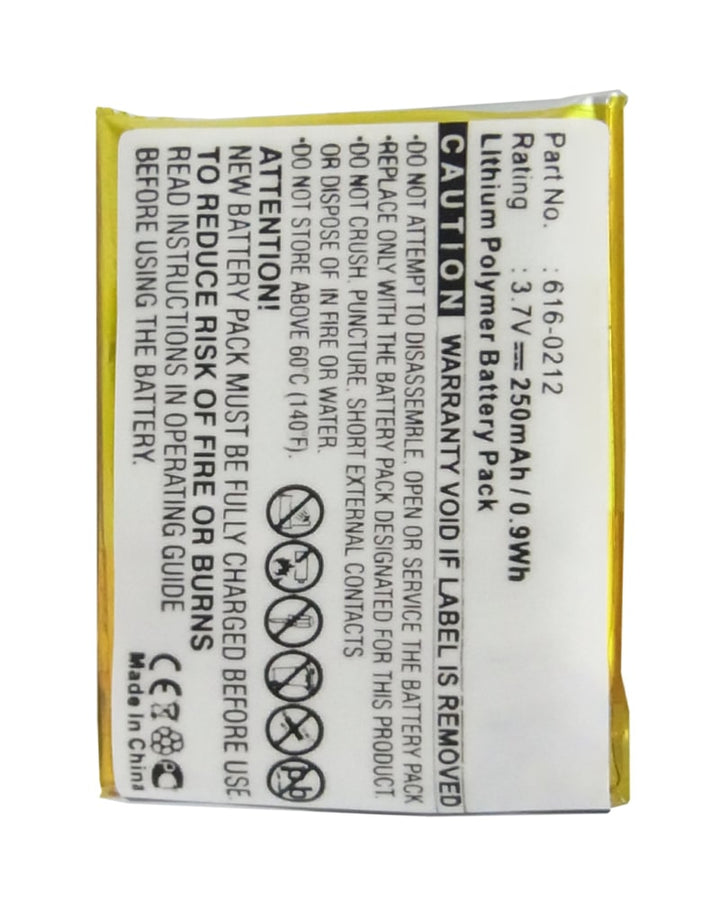 Part No. : 616-0212
Rating : 3.7V 250mAh / 0.9Wh
Lithium Polymer Battery Pack
CAUTION WARRANTY VOID IF LABEL IS REMOVED
•DO NOT ATTEMPT TO DISASSEMBLE, OPEN OR SERVICE THE BATTERY PACK
•REPLACE ONLY WITH THE BATTERY PACK DESIGNATED FOR THIS PRODUCT.
•DO NOT CRUSH, PUNCTURE, SHORT EXTERNAL CONTACTS
OR DISPOSE OF IN FIRE OR WATER.
•DO NOT STORE ABOVE 60°C (140°F).
Pb
ATTENTION!
NEW BATTERY PACK MUST BE FULLY CHARGED BEFORE USE.
TO REDUCE RISK OF FIRE OR BURNS
READ INSTRUCTIONS IN OPERATING GUIDE
BEFORE USING THE BATTERY.
CE
Made in China